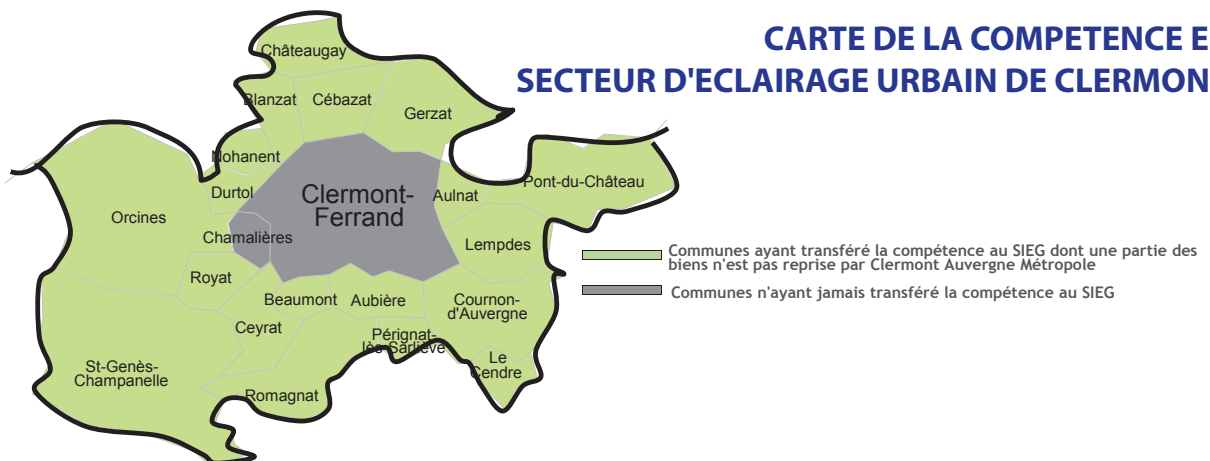 CARTE DE LA COMPETENCE E
SECTEUR D'ECLAIRAGE URBAIN DE CLERMON
Châteaugay
Blanzat
Cébazat
Gerzat
Nohanent
Durtol
Clermont-
Ferrand
Aulnat
Pont-du-Château
Orcines
Chamalières
Lempdes
Royat
Beaumont
Aubière
Cournon-
d'Auvergne
Ceyrat
Pérignat-
lès-Sarliève
St-Genès-
Champanelle
Le
Cendre
Romagnat
Communes ayant transféré la compétence au SIEG dont une partie des
biens n'est pas reprise par Clermont Auvergne Métropole
Communes n'ayant jamais transféré la compétence au SIEG